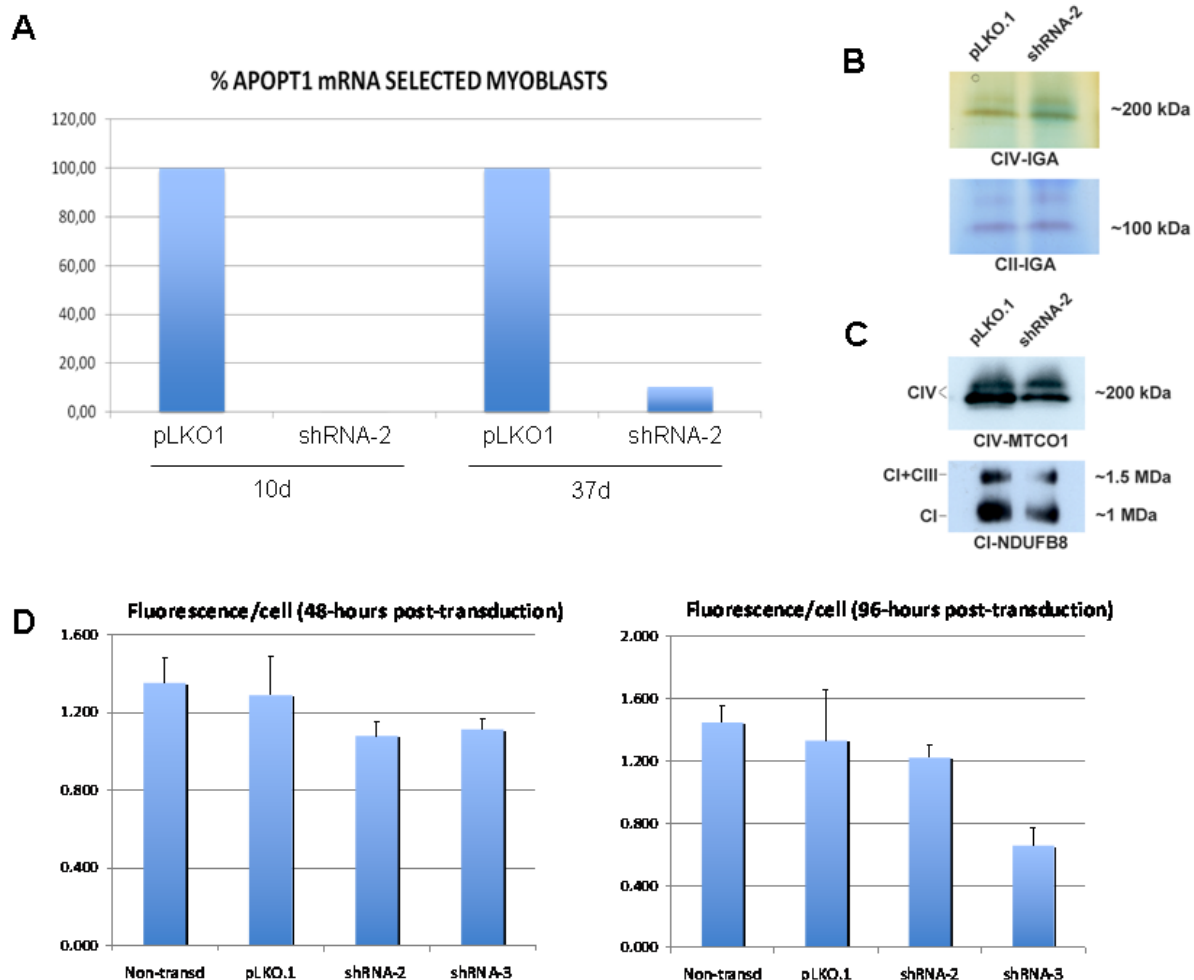 A
% APOPT1 mRNA SELECTED MYOBLASTS
120,00
100,00
80,00
60,00
40,00
20,00
0,00
pLKO1 shRNA-2 pLKO1 shRNA-2
10d 37d
B
pLKO.1 shRNA-2
~200 kDa
CIV-IGA
~100 kDa
CII-IGA
C
pLKO.1 shRNA-2
CIV< ~200 kDa
CIV-MTCO1
CI+CIII- ~1.5 MDa
CI- ~1 MDa
CI-NDUFB8
D
Fluorescence/cell (48-hours post-transduction)
1.600
1.200
0.800
0.400
0.000
Non-transd pLKO.1 shRNA-2 shRNA-3
Fluorescence/cell (96-hours post-transduction)
2.000
1.600
1.200
0.800
0.400
0.000
Non-transd pLKO.1 shRNA-2 shRNA-3